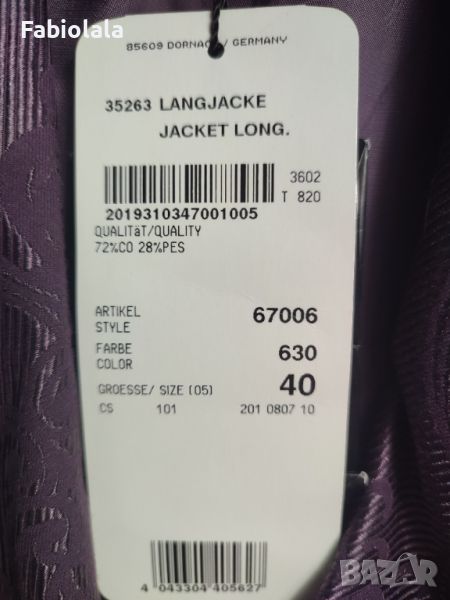 Fabiolala
85609 DORNACH / GERMANY
35263 LANGJACKE
JACKET LONG.
3602
T 820
2019310347001005
QUALITäT/QUALITY
72%CO 28%PES
ARTIKEL
STYLE
67006
FARBE
COLOR
630
GROESSE/ SIZE (05)
40
CS 101 201 0807 10
4 043304 405627
BAZAR